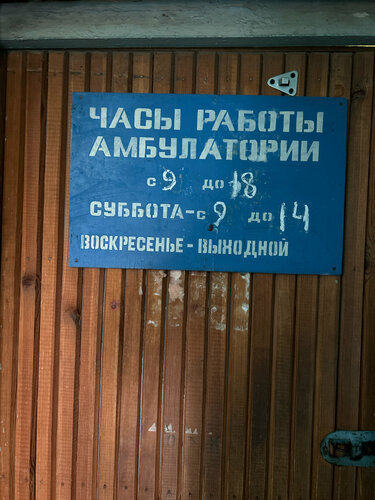 ЧАСЫ РАБОТЫ
АМБУЛАТОРИИ
с 9 до 18
СУББОТА-с 9 до 14
ВОСКРЕСЕНЬЕ-ВЫХОДНОЙ